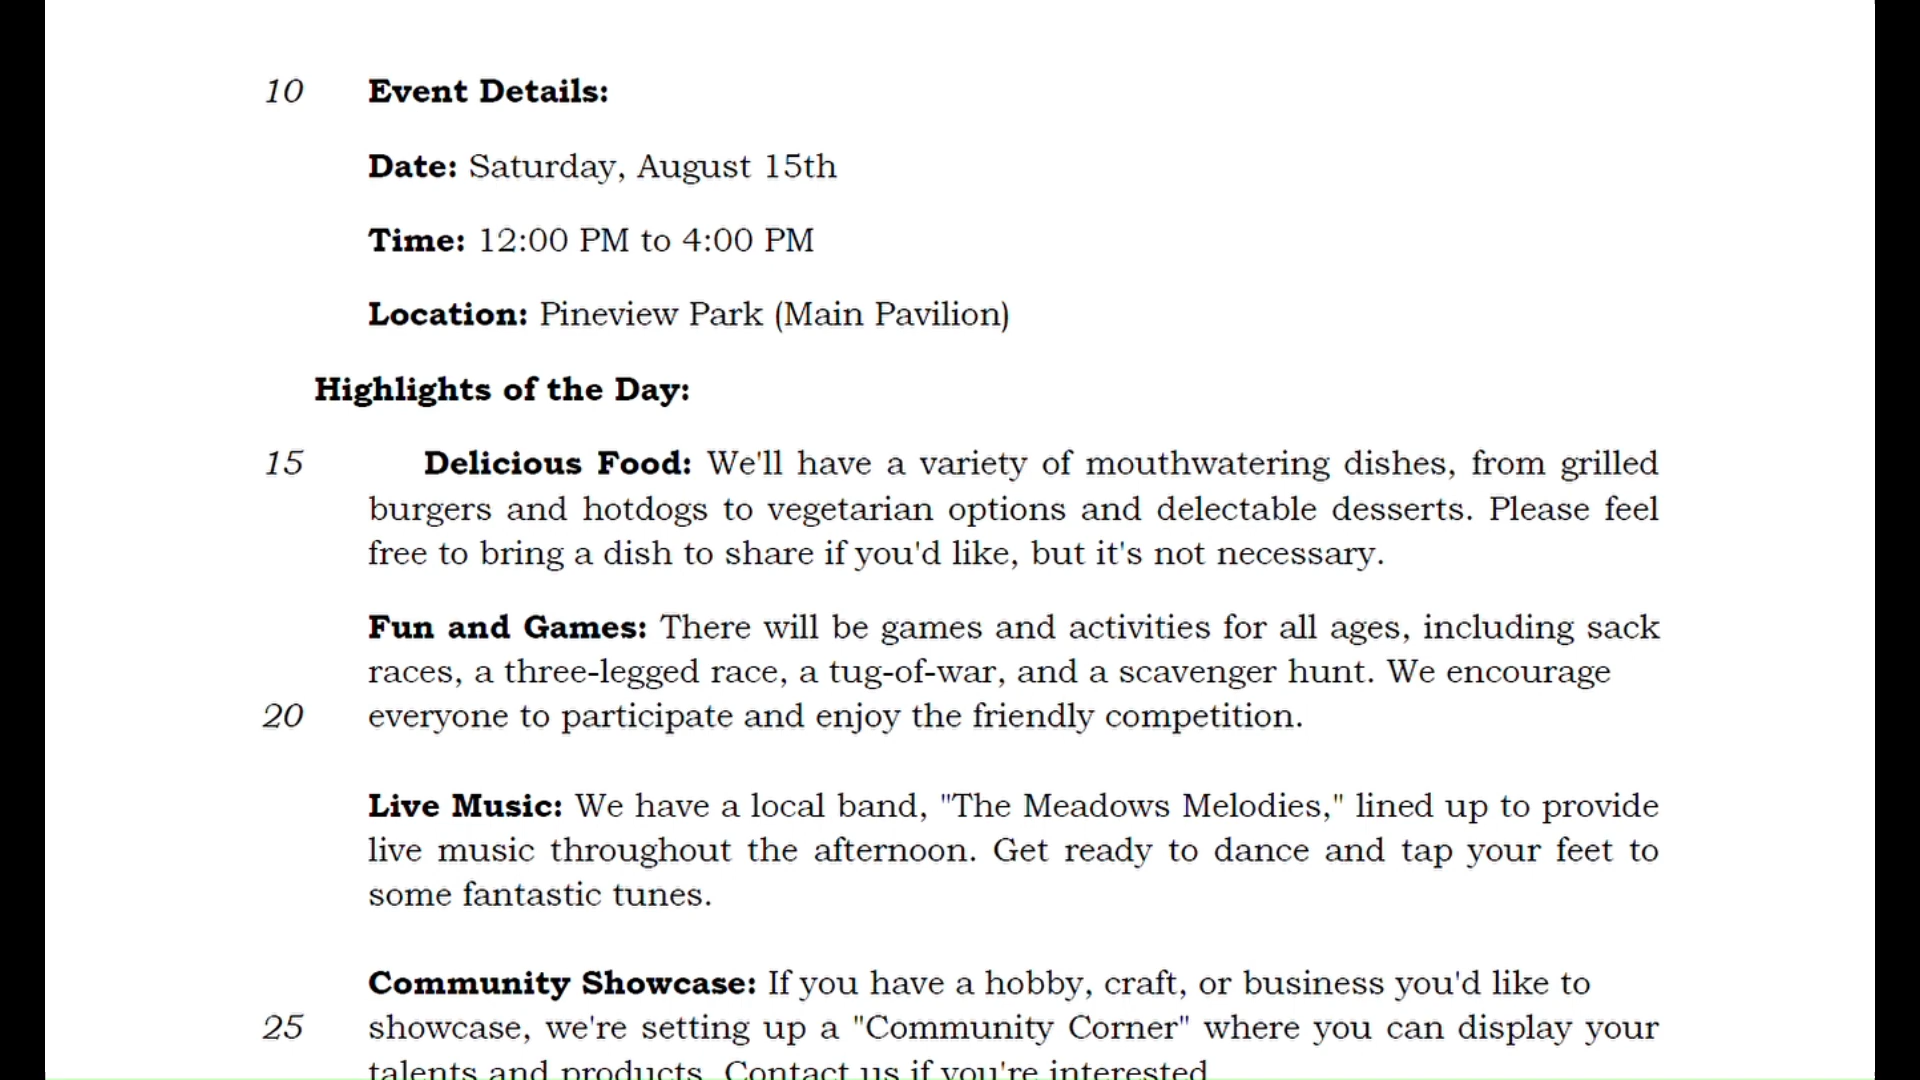 10 Event Details:
Date: Saturday, August 15th
Time: 12:00 PM to 4:00 PM
Location: Pineview Park (Main Pavilion)
Highlights of the Day:
15 Delicious Food: We'll have a variety of mouthwatering dishes, from grilled
burgers and hotdogs to vegetarian options and delectable desserts. Please feel
free to bring a dish to share if you'd like, but it's not necessary.
Fun and Games: There will be games and activities for all ages, including sack
races, a three-legged race, a tug-of-war, and a scavenger hunt. We encourage
20 everyone to participate and enjoy the friendly competition.
Live Music: We have a local band, "The Meadows Melodies," lined up to provide
live music throughout the afternoon. Get ready to dance and tap your feet to
some fantastic tunes.
Community Showcase: If you have a hobby, craft, or business you'd like to
25 showcase, we're setting up a "Community Corner" where you can display your
talents and products. Contact us if you're interested